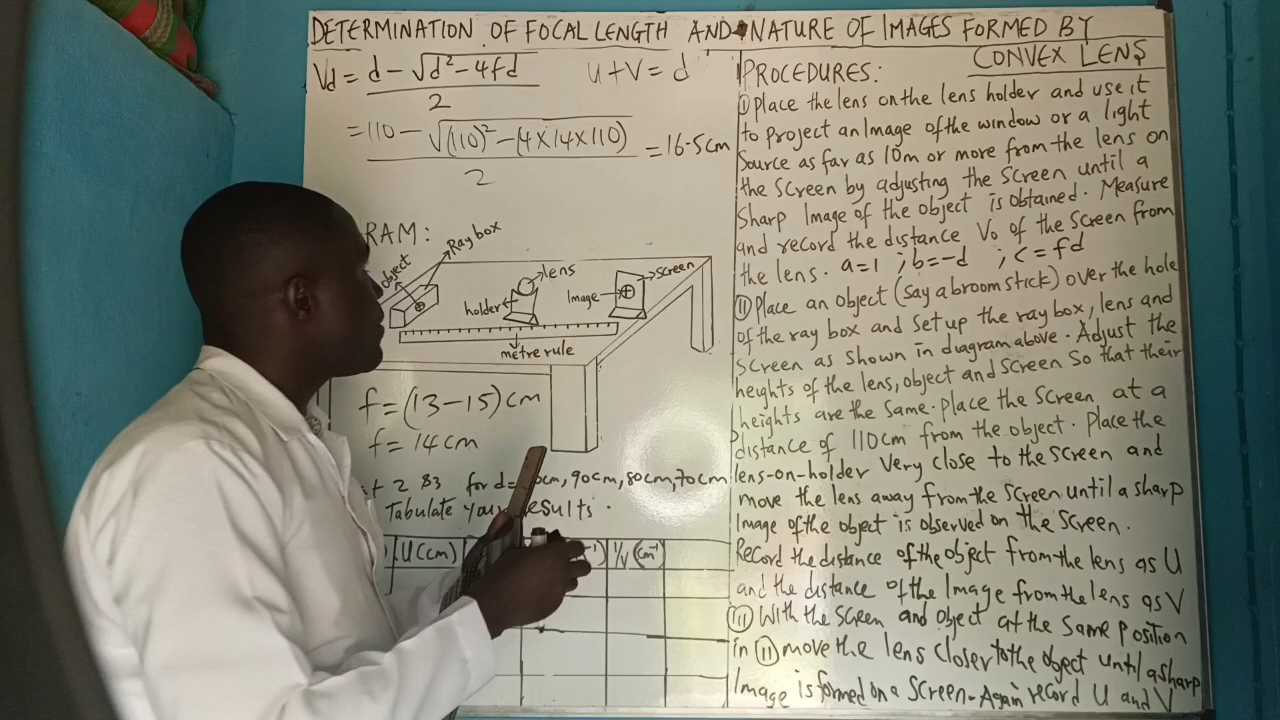 DETERMINATION OF FOCAL LENGTH AND NATURE OF IMAGES FORMED BY
CONVEX LENS
Vd = d - √d² - 4fd
2
U + V = d
= 110 - √(110)² - (4×14×110) = 16.5cm
2
RAM:
Ray box
object
lens
screen
holder
Image
metre rule
f = (13-15) cm
f = 14 cm
2 & 3 for d= 0cm, 90cm, 80cm, 70cm
Tabulate your results.
U (cm)
1/V (cm⁻¹)
PROCEDURES:
(i) Place the lens on the lens holder and use it
to project an Image of the window or a light
Source as far as 10m or more from the lens on
the screen by adjusting the screen until a
Sharp Image of the object is obtained. Measure
and record the distance Vo of the Screen from
the lens. a=1 ; b=-d ; c=fd
(ii) Place an object (say a broom stick) over the hole
of the ray box and set up the ray box, lens and
screen as shown in diagram above. Adjust the
heights of the lens, object and screen so that their
heights are the same. Place the screen at a
distance of 110cm from the object. Place the
lens-on-holder very close to the screen and
move the lens away from the screen until a sharp
Image of the object is observed on the screen.
Record the distance of the object from the lens as U
and the distance of the Image from the lens as V
(iii) With the screen and object at the same position
in (ii) move the lens closer to the object until a sharp
Image is formed on a screen. Again record U and V